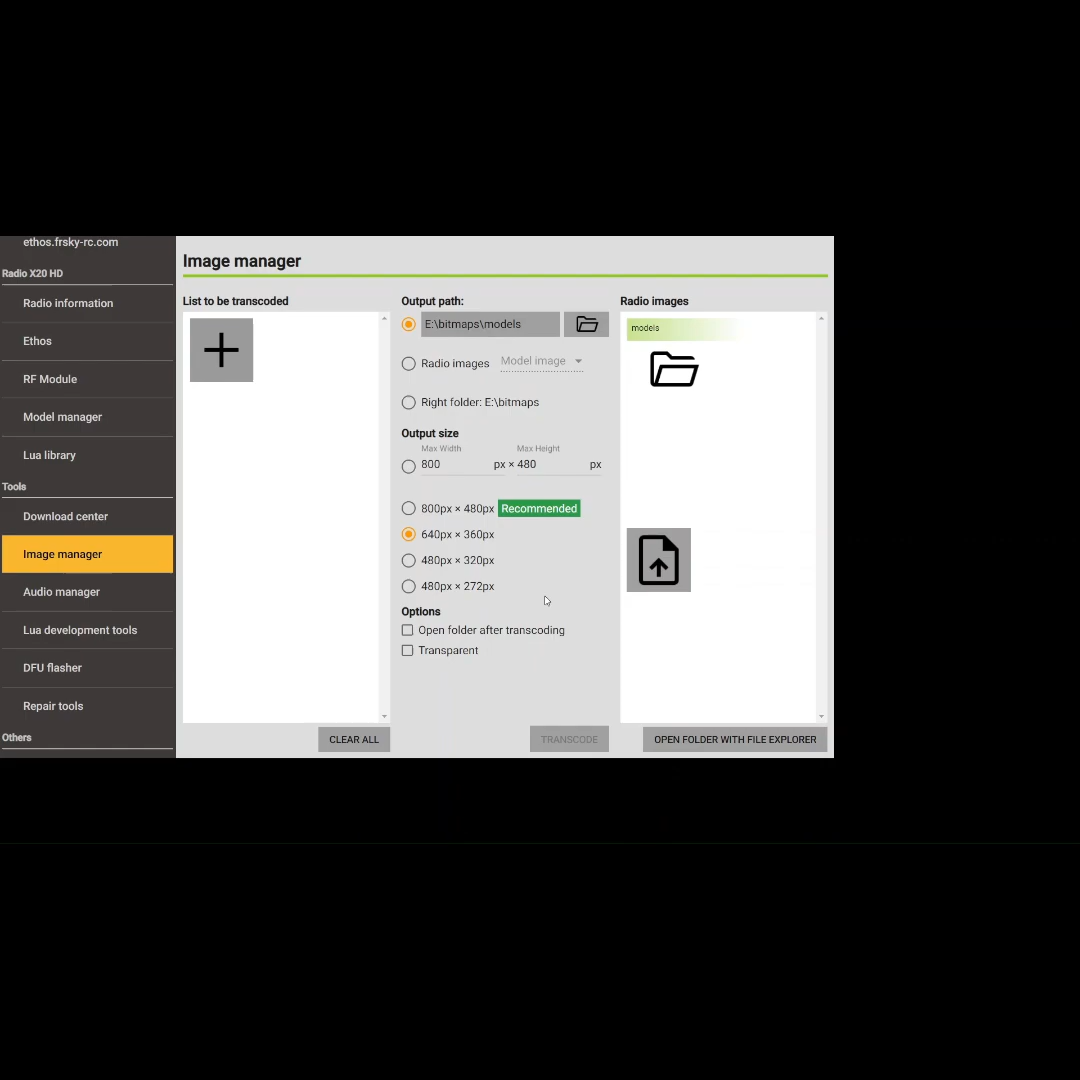 ethos.frsky-rc.com
Radio X20 HD
Radio information
Ethos
RF Module
Model manager
Lua library
Tools
Download center
Image manager
Audio manager
Lua development tools
DFU flasher
Repair tools
Others
Image manager
List to be transcoded
CLEAR ALL
Output path:
E:\bitmaps\models
Radio images Model image
Right folder: E:\bitmaps
Output size
Max Width Max Height
800 px × 480 px
800px × 480px Recommended
640px × 360px
480px × 320px
480px × 272px
Options
Open folder after transcoding
Transparent
TRANSCODE
Radio images
models
OPEN FOLDER WITH FILE EXPLORER